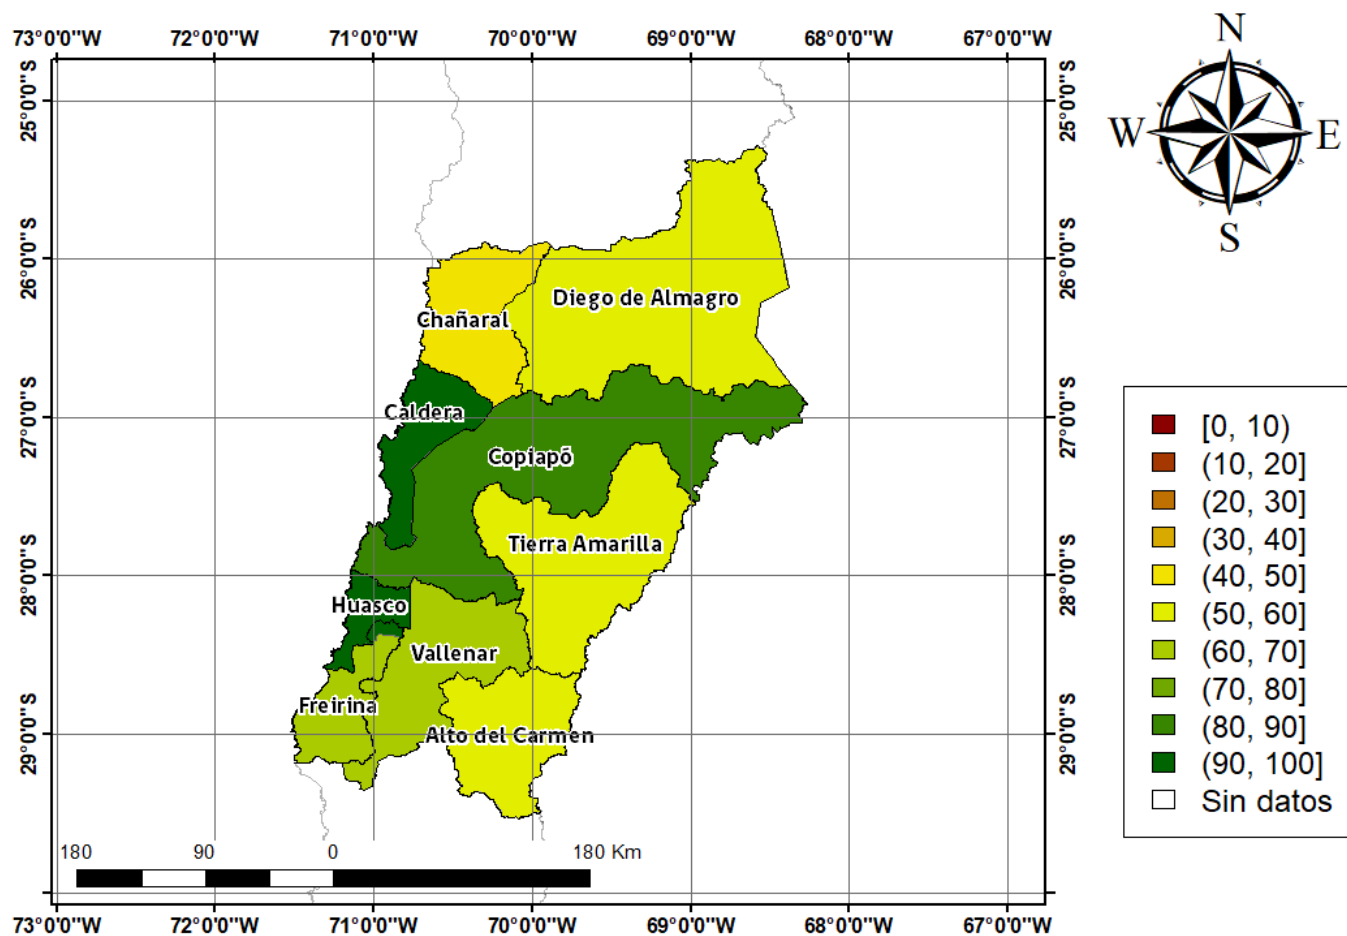 73°0'0"W 72°0'0"W 71°0'0"W 70°0'0"W 69°0'0"W 68°0'0"W 67°0'0"W
N
W E
S
25°0'0"S 25°0'0"S
26°0'0"S 26°0'0"S
27°0'0"S 27°0'0"S
28°0'0"S 28°0'0"S
29°0'0"S 29°0'0"S
Diego de Almagro
Chañaral
Caldera
Copiapó
Tierra Amarilla
Huasco
Vallenar
Freirina
Alto del Carmen
[0, 10)
(10, 20]
(20, 30]
(30, 40]
(40, 50]
(50, 60]
(60, 70]
(70, 80]
(80, 90]
(90, 100]
Sin datos
180 90 0 180 Km
73°0'0"W 72°0'0"W 71°0'0"W 70°0'0"W 69°0'0"W 68°0'0"W 67°0'0"W